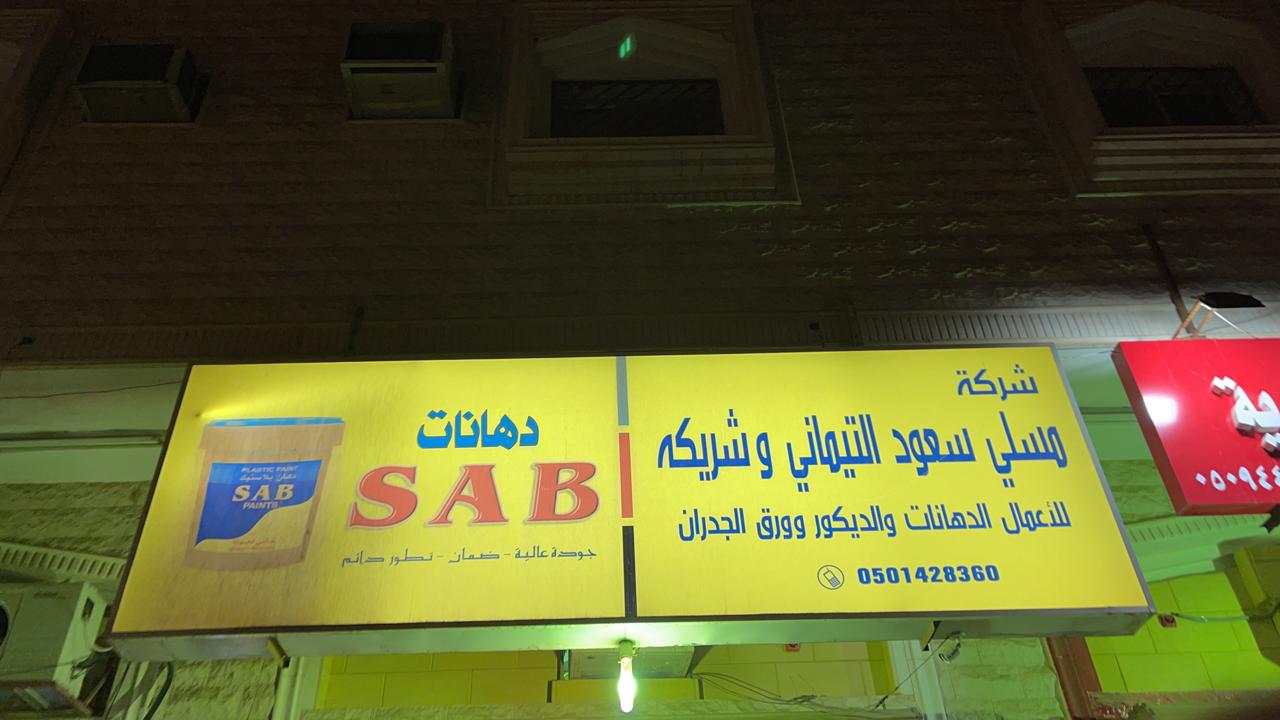 شركة
مسلي سعود التيماني وشريكه
للأعمال الدهانات والديكور وورق الجدران
0501428360
دهانات
SAB
جودة عالية - ضمان - تطور دائم
PLASTIC PAINT
دهان بلاستيك
SAB
PAINTS